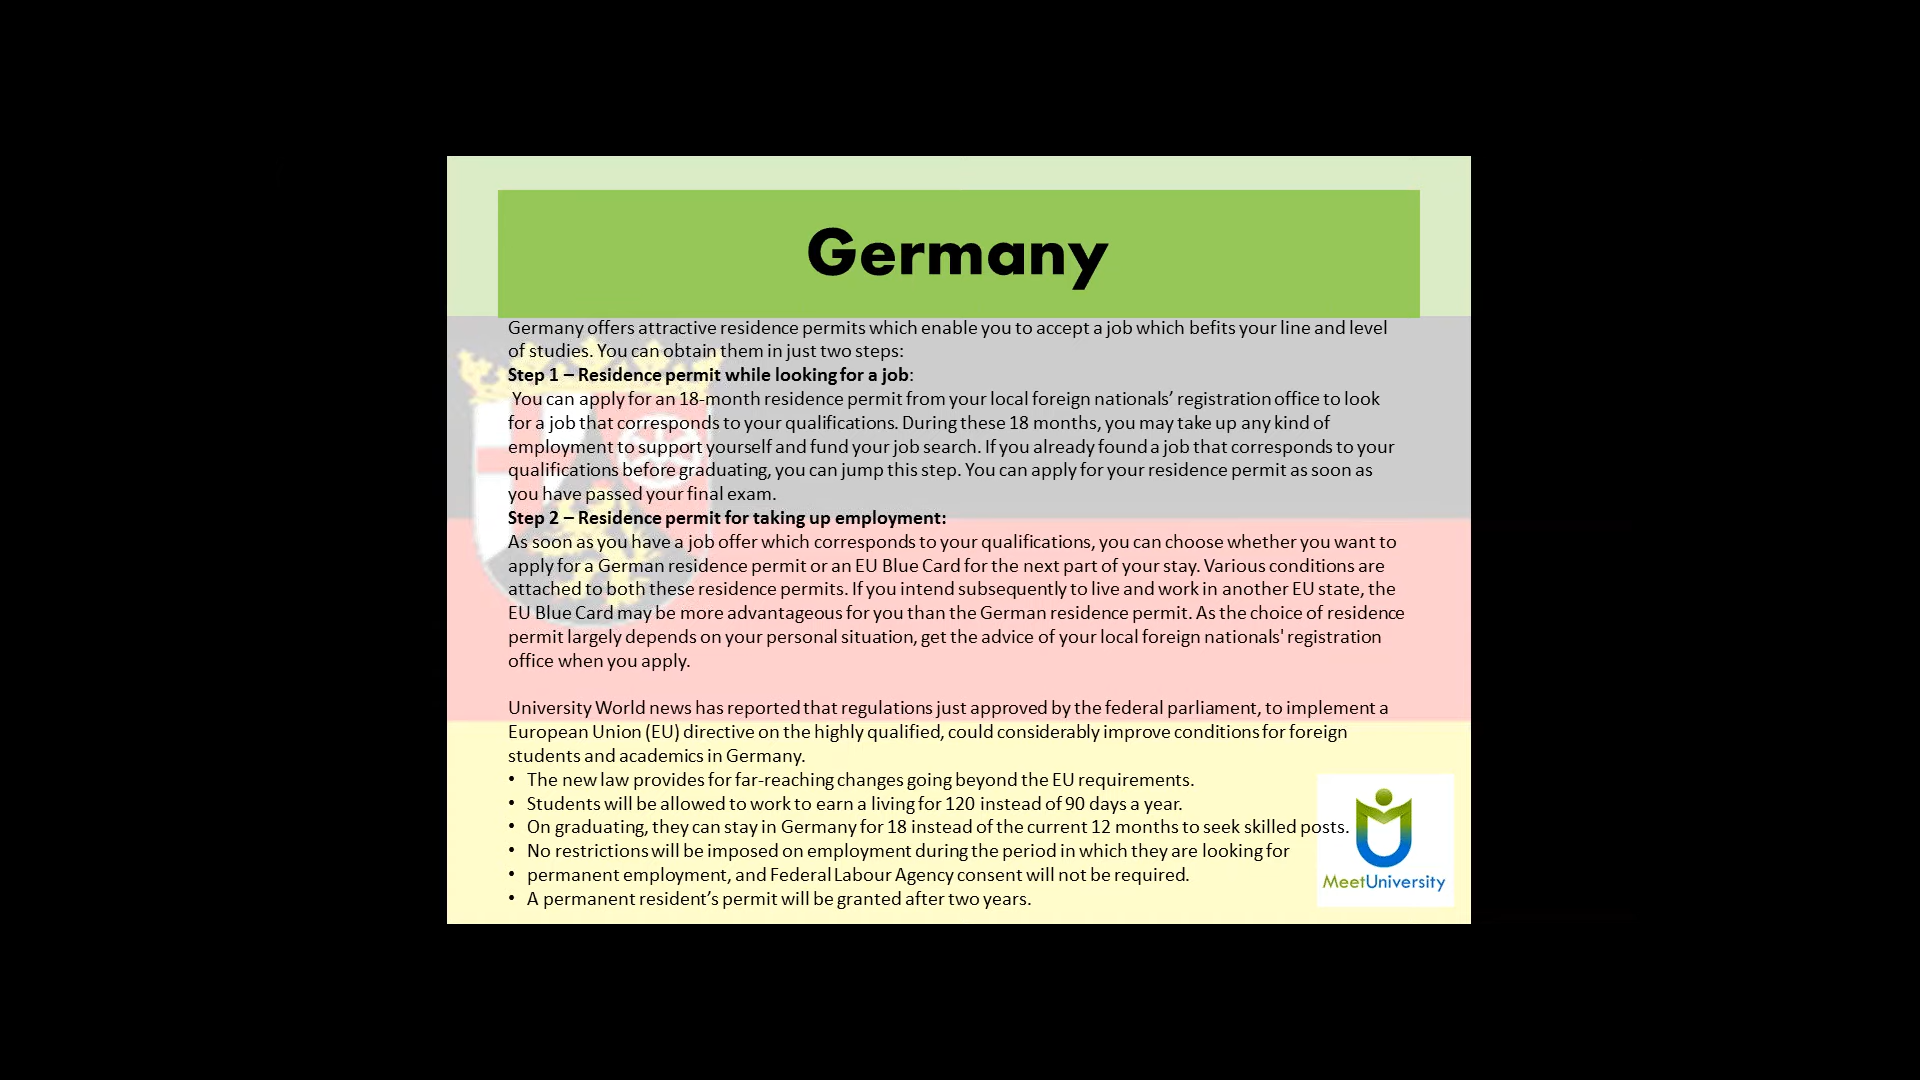 Germany
Germany offers attractive residence permits which enable you to accept a job which befits your line and level
of studies. You can obtain them in just two steps:
Step 1 – Residence permit while looking for a job:
You can apply for an 18-month residence permit from your local foreign nationals’ registration office to look
for a job that corresponds to your qualifications. During these 18 months, you may take up any kind of
employment to support yourself and fund your job search. If you already found a job that corresponds to your
qualifications before graduating, you can jump this step. You can apply for your residence permit as soon as
you have passed your final exam.
Step 2 – Residence permit for taking up employment:
As soon as you have a job offer which corresponds to your qualifications, you can choose whether you want to
apply for a German residence permit or an EU Blue Card for the next part of your stay. Various conditions are
attached to both these residence permits. If you intend subsequently to live and work in another EU state, the
EU Blue Card may be more advantageous for you than the German residence permit. As the choice of residence
permit largely depends on your personal situation, get the advice of your local foreign nationals' registration
office when you apply.
University World news has reported that regulations just approved by the federal parliament, to implement a
European Union (EU) directive on the highly qualified, could considerably improve conditions for foreign
students and academics in Germany.
• The new law provides for far-reaching changes going beyond the EU requirements.
• Students will be allowed to work to earn a living for 120 instead of 90 days a year.
• On graduating, they can stay in Germany for 18 instead of the current 12 months to seek skilled posts.
• No restrictions will be imposed on employment during the period in which they are looking for
• permanent employment, and Federal Labour Agency consent will not be required.
• A permanent resident’s permit will be granted after two years.
MeetUniversity